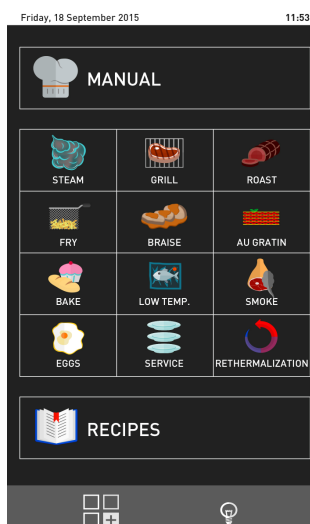 Friday, 18 September 2015 11:53
MANUAL
STEAM GRILL ROAST
FRY BRAISE AU GRATIN
BAKE LOW TEMP. SMOKE
EGGS SERVICE RETHERMALIZATION
RECIPES